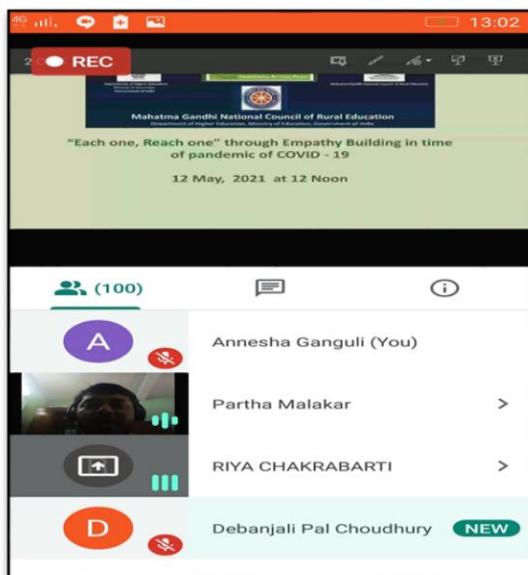 4G
13:02
REC
Mahatma Gandhi National Council of Rural Education
Department of Higher Education, Ministry of Education, Government of India
"Each one, Reach one" through Empathy Building in time
of pandemic of COVID - 19
12 May, 2021 at 12 Noon
(100)
A
Annesha Ganguli (You)
Partha Malakar
RIYA CHAKRABARTI
D
Debanjali Pal Choudhury
NEW